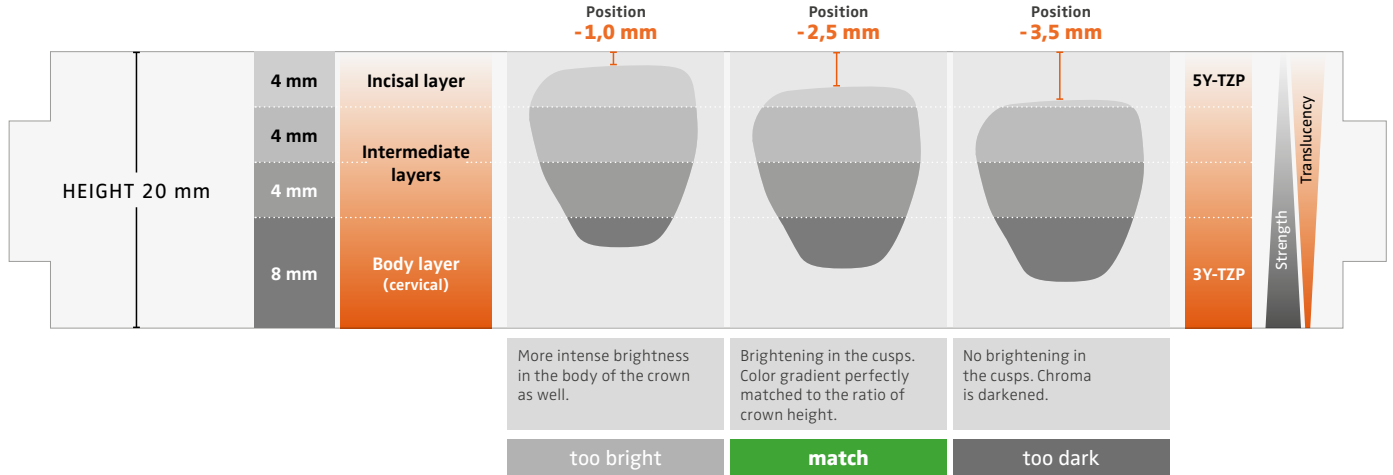 Position
-1,0 mm
Position
-2,5 mm
Position
-3,5 mm
HEIGHT 20 mm
4 mm
4 mm
4 mm
8 mm
Incisal layer
Intermediate
layers
Body layer
(cervical)
5Y-TZP
3Y-TZP
Strength
Translucency
More intense brightness
in the body of the crown
as well.
too bright
Brightening in the cusps.
Color gradient perfectly
matched to the ratio of
crown height.
match
No brightening in
the cusps. Chroma
is darkened.
too dark